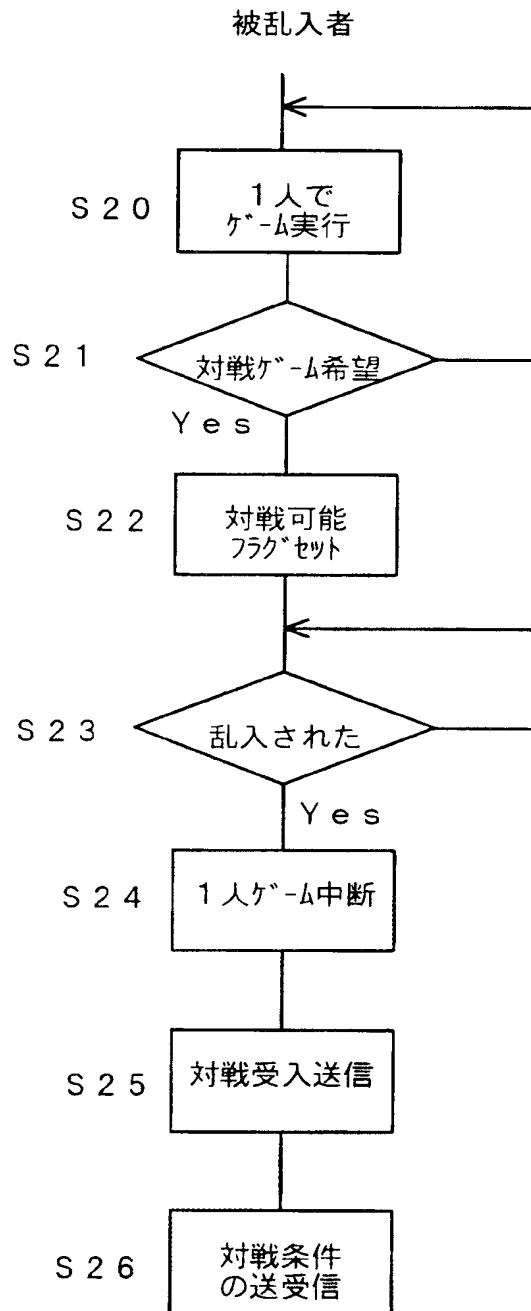 被乱入者
S20
1人で
ｹﾞｰﾑ実行
S21
対戦ｹﾞｰﾑ希望
Yes
S22
対戦可能
ﾌﾗｸﾞｾｯﾄ
S23
乱入された
Yes
S24
1人ｹﾞｰﾑ中断
S25
対戦受入送信
S26
対戦条件
の送受信